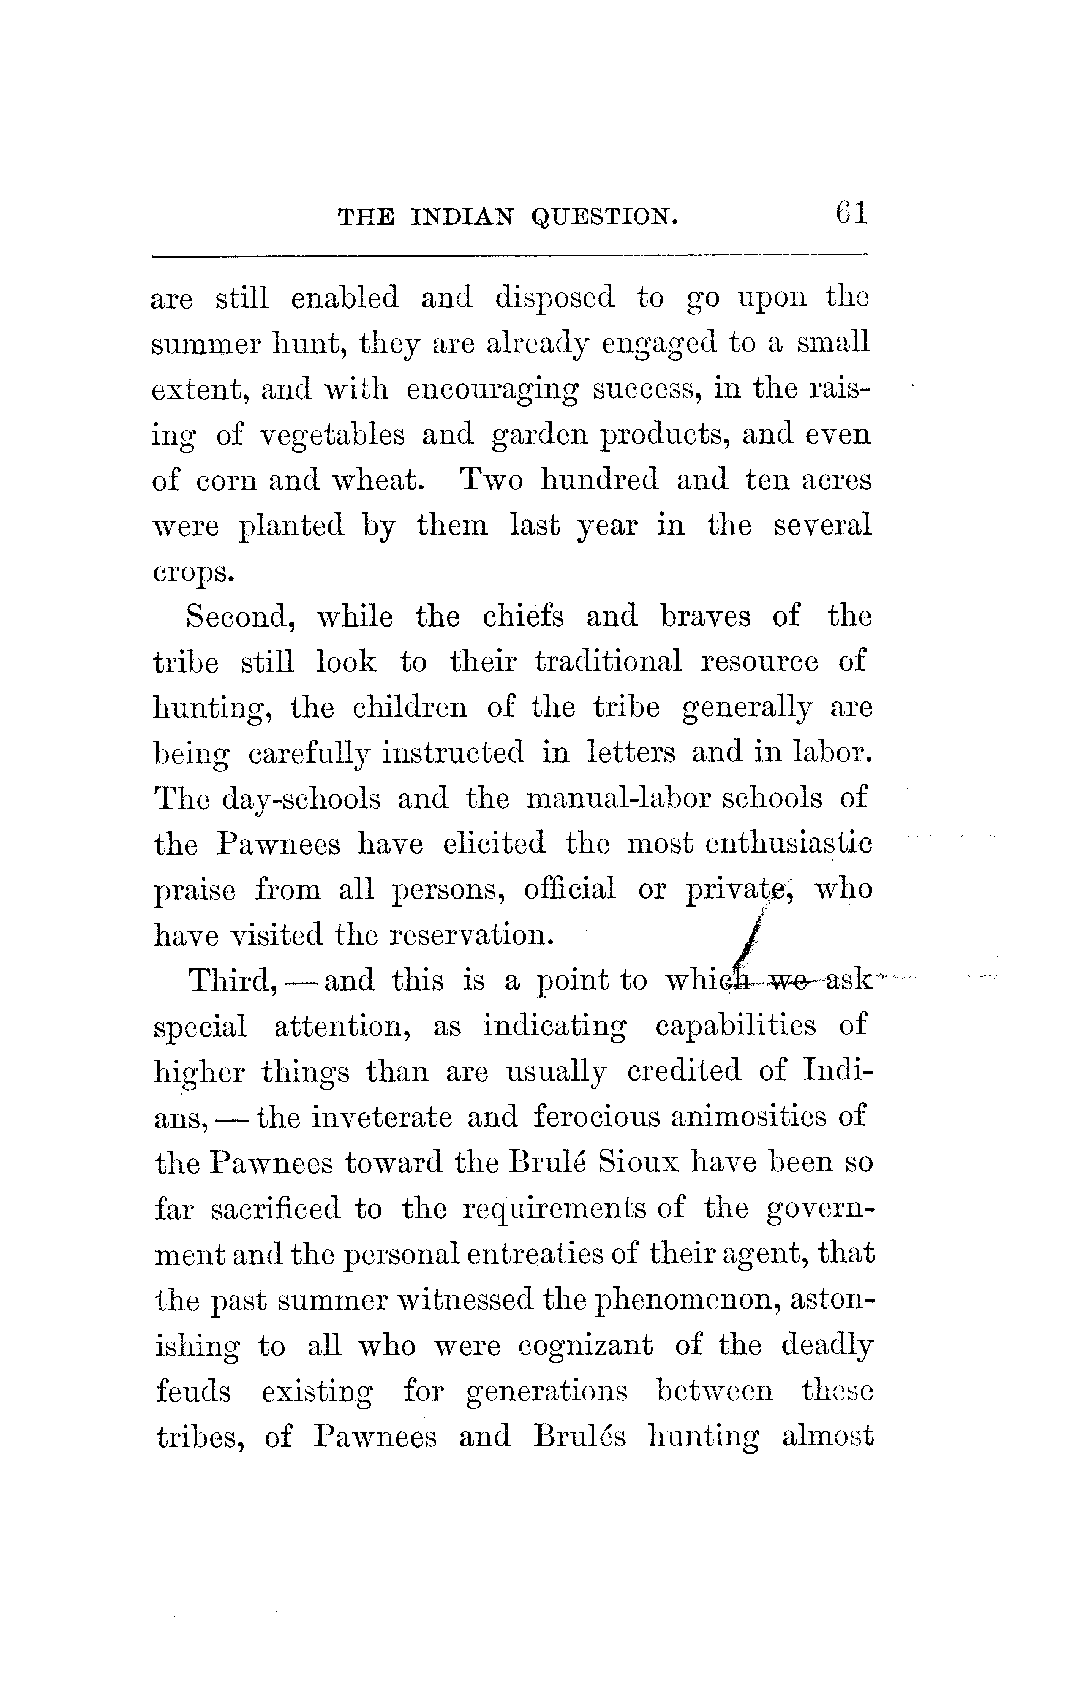 THE INDIAN QUESTION. 61
are still enabled and disposed to go upon the
summer hunt, they are already engaged to a small
extent, and with encouraging success, in the rais-
ing of vegetables and garden products, and even
of corn and wheat. Two hundred and ten acres
were planted by them last year in the several
crops.
Second, while the chiefs and braves of the
tribe still look to their traditional resource of
hunting, the children of the tribe generally are
being carefully instructed in letters and in labor.
The day-schools and the manual-labor schools of
the Pawnees have elicited the most enthusiastic
praise from all persons, official or private, who
have visited the reservation.
Third, — and this is a point to which we ask
special attention, as indicating capabilities of
higher things than are usually credited of Indi-
ans, — the inveterate and ferocious animosities of
the Pawnees toward the Brulé Sioux have been so
far sacrificed to the requirements of the govern-
ment and the personal entreaties of their agent, that
the past summer witnessed the phenomenon, aston-
ishing to all who were cognizant of the deadly
feuds existing for generations between these
tribes, of Pawnees and Brulés hunting almost